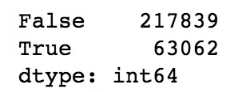 False    217839
True      63062
dtype: int64